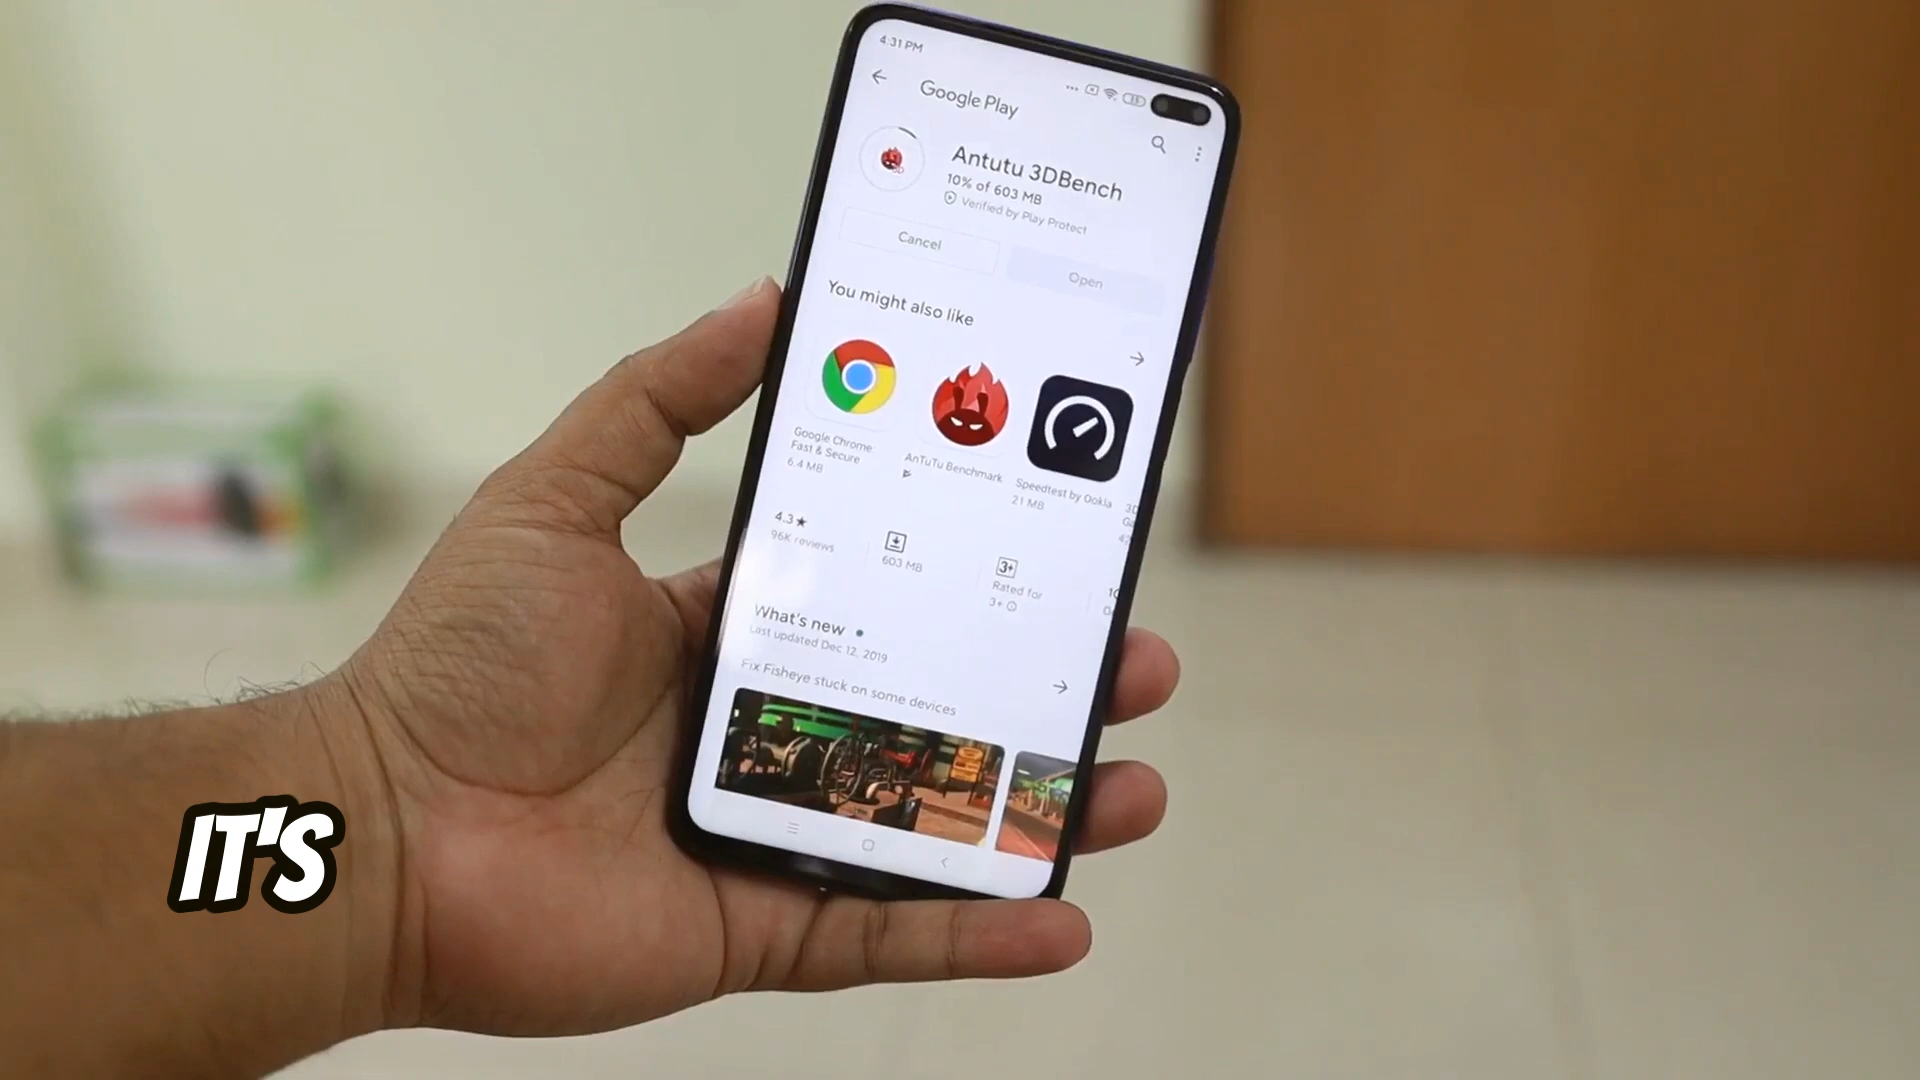 4:31 PM
Google Play
Antutu 3DBench
10% of 603 MB
Verified by Play Protect
Cancel
Open
You might also like
Google Chrome:
Fast & Secure
6.4 MB
AnTuTu Benchmark
Speedtest by Ookla
21 MB
4.3★
96K reviews
603 MB
3+
Rated for
3+
What's new
Last updated Dec 12, 2019
Fix Fisheye stuck on some devices
IT'S